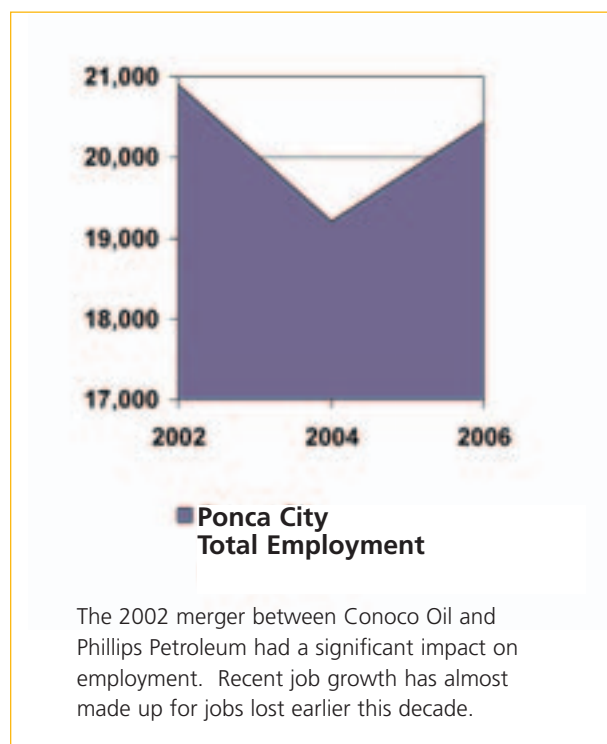 21,000
20,000
19,000
18,000
17,000
2002 2004 2006
Ponca City
Total Employment
The 2002 merger between Conoco Oil and
Phillips Petroleum had a significant impact on
employment. Recent job growth has almost
made up for jobs lost earlier this decade.